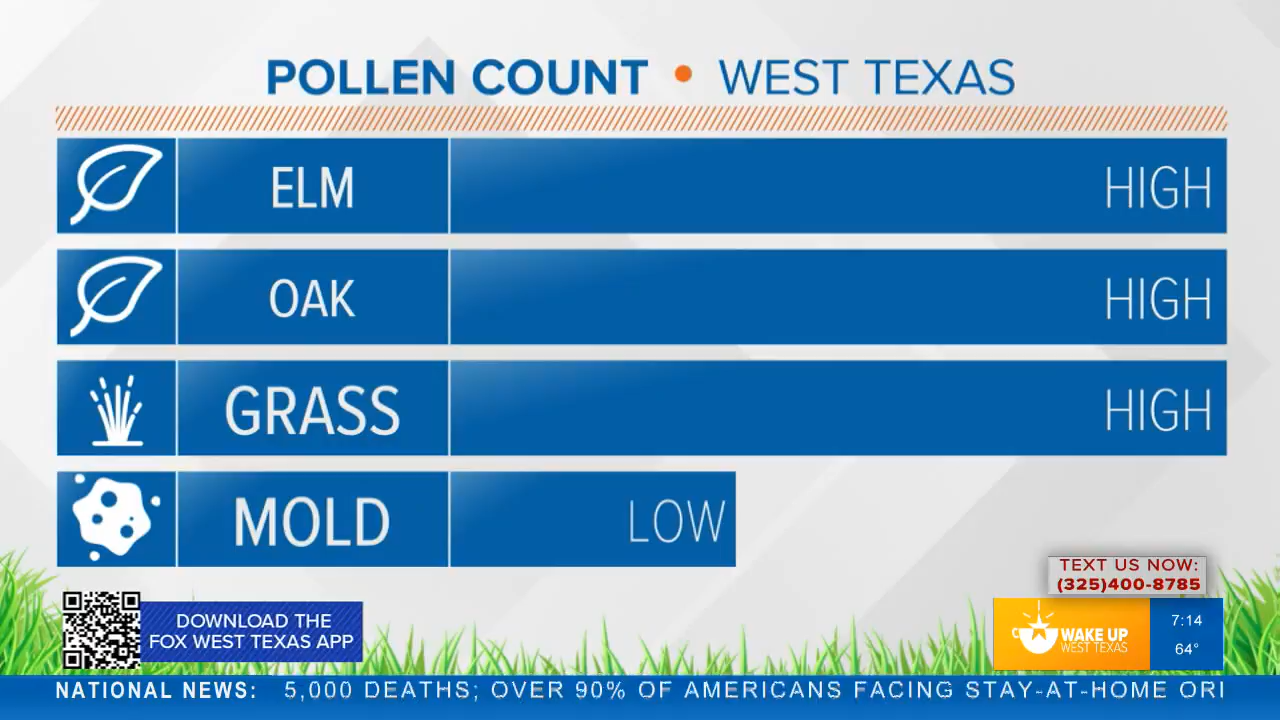 POLLEN COUNT • WEST TEXAS
ELM HIGH
OAK HIGH
GRASS HIGH
MOLD LOW
TEXT US NOW:
(325)400-8785
DOWNLOAD THE
FOX WEST TEXAS APP
WAKE UP
WEST TEXAS
7:14
64°
NATIONAL NEWS: 5,000 DEATHS; OVER 90% OF AMERICANS FACING STAY-AT-HOME ORI